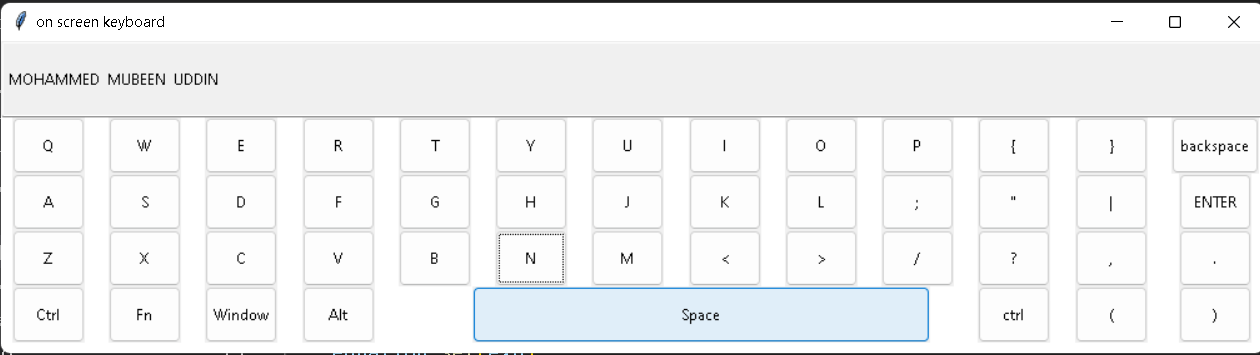 on screen keyboard
MOHAMMED MUBEEN UDDIN
Q W E R T Y U I O P { } backspace
A S D F G H J K L ; " | ENTER
Z X C V B N M < > / ? , .
Ctrl Fn Window Alt Space ctrl ( )